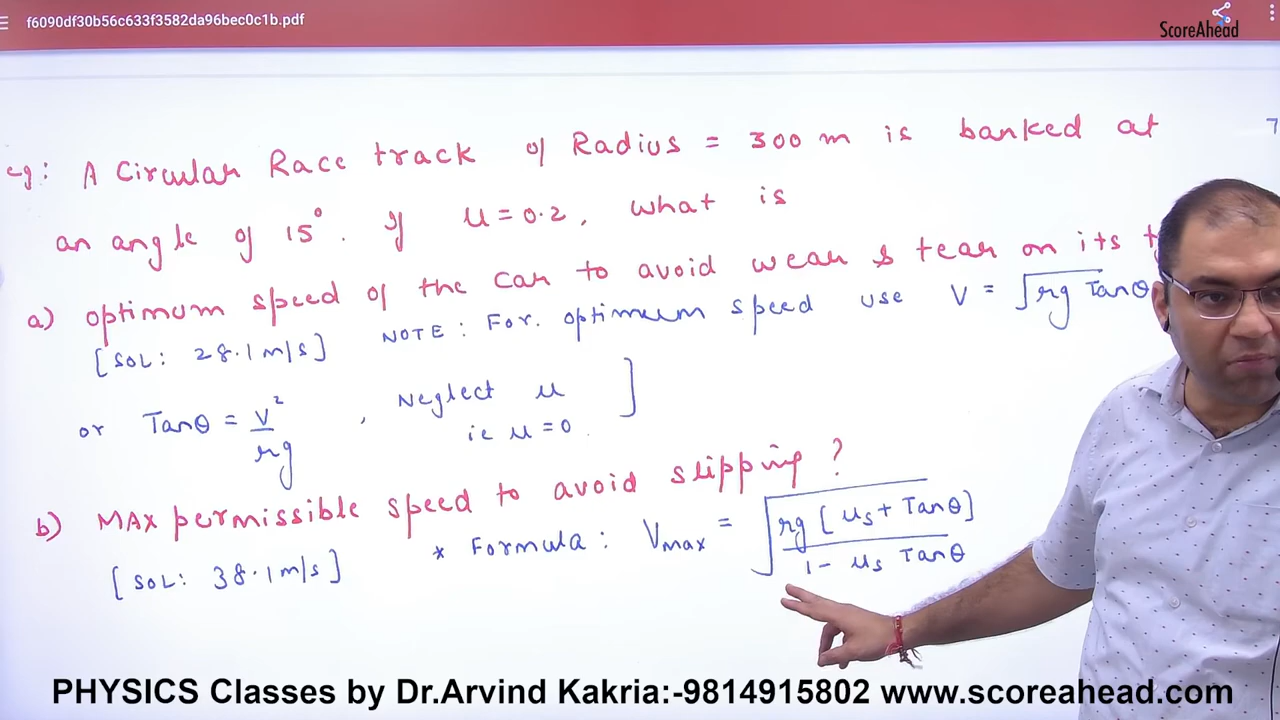 f6090df30b56c633f3582da96bec0c1b.pdf
ScoreAhead
7
eg: A Circular Race track of Radius = 300 m is banked at
an angle of 15°. If μ = 0.2, what is
a) optimum speed of the car to avoid wear & tear on its
[SOL: 28.1 m/s] NOTE: For. optimum speed use V = √rg Tanθ
or Tanθ = v²/rg , Neglect μ ]
ie μ = 0.
b) MAX permissible speed to avoid slipping?
[SOL: 38.1 m/s] * Formula: Vmax = √rg [μs + Tanθ] / 1 - μs Tanθ
PHYSICS Classes by Dr.Arvind Kakria:-9814915802 www.scoreahead.com